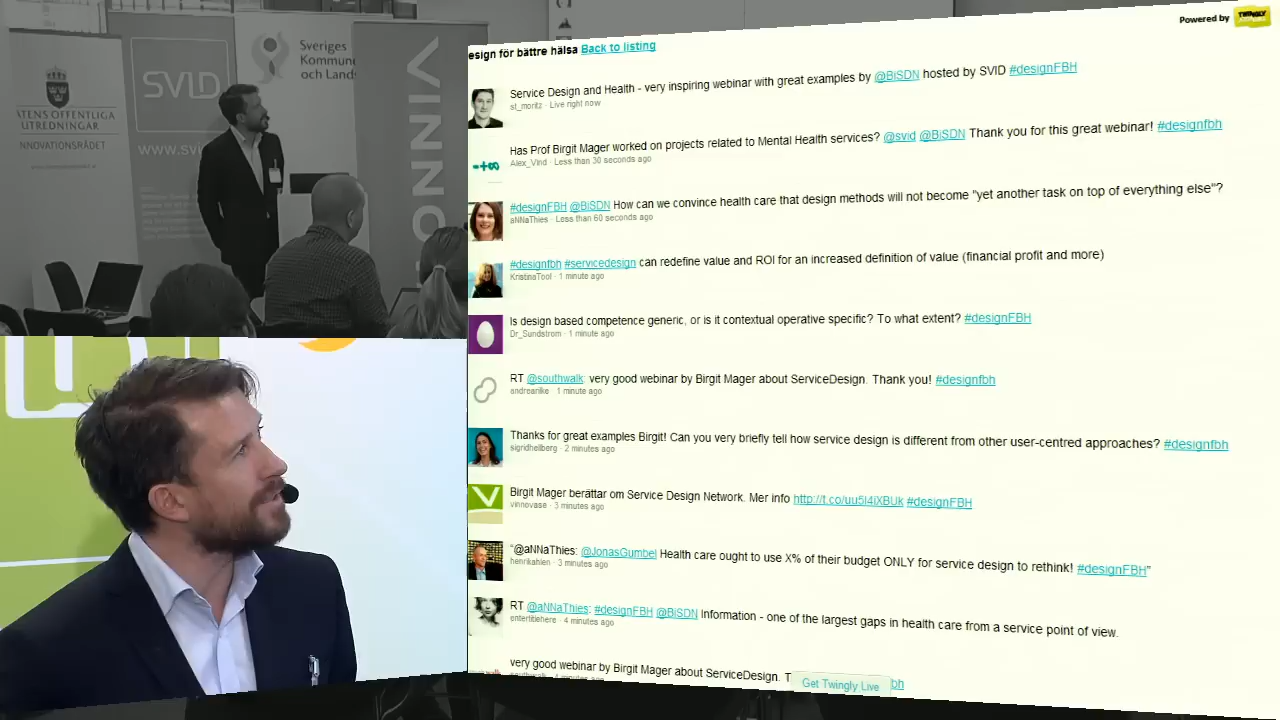 Sveriges
Kommune
och Lands
SVID
ATENS OFFENTLIGA
UTREDNINGAR
NNOVATIONSRÅDET
www.svi
VINNO
Powered by TWINGLY
esign för bättre hälsa Back to listing
Service Design and Health - very inspiring webinar with great examples by @BiSDN hosted by SVID #designFBH
st_moritz · Live right now
Has Prof Birgit Mager worked on projects related to Mental Health services? @svid @BiSDN Thank you for this great webinar! #designfbh
Alex_Vind · Less than 30 seconds ago
#designFBH @BiSDN How can we convince health care that design methods will not become "yet another task on top of everything else"?
aNNaThies · Less than 60 seconds ago
#designfbh #servicedesign can redefine value and ROI for an increased definition of value (financial profit and more)
KristinaTool · 1 minute ago
Is design based competence generic, or is it contextual operative specific? To what extent? #designFBH
Dr_Sundstrom · 1 minute ago
RT @southwalk: very good webinar by Birgit Mager about ServiceDesign. Thank you! #designfbh
andreanike · 1 minute ago
Thanks for great examples Birgit! Can you very briefly tell how service design is different from other user-centred approaches? #designfbh
sigridhellberg · 2 minutes ago
Birgit Mager berättar om Service Design Network. Mer info http://t.co/uu5I4iXBUk #designFBH
vinnovase · 3 minutes ago
"@aNNaThies: @JonasGumbel Health care ought to use X% of their budget ONLY for service design to rethink! #designFBH"
henrikahlen · 3 minutes ago
RT @aNNaThies: #designFBH @BiSDN Information - one of the largest gaps in health care from a service point of view.
entertitlehere · 4 minutes ago
very good webinar by Birgit Mager about ServiceDesign. T bh
Get Twingly Live